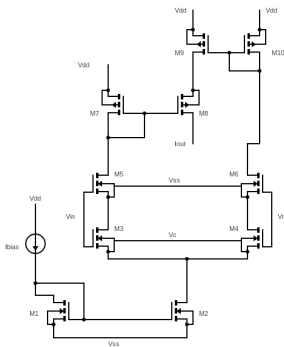 Vdd Vdd
M9 M10
Vdd
M7 M8
Iout
M5 M6
Vss
Vdd
Vin
M3 M4
Vc
Ibias
M1 M2
Vss